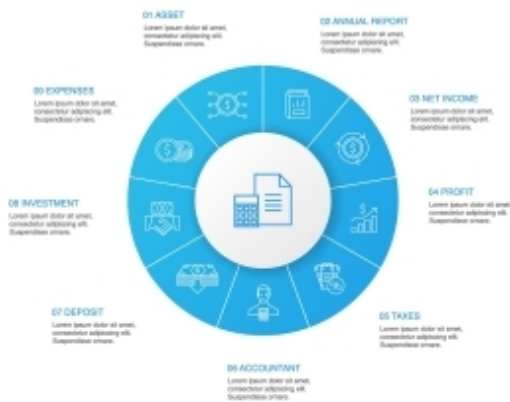 01 ASSET
Lorem ipsum dolor sit amet,
consectetur adipiscing elit.
Suspendisse ornare.
02 ANNUAL REPORT
Lorem ipsum dolor sit amet,
consectetur adipiscing elit.
Suspendisse ornare.
03 NET INCOME
Lorem ipsum dolor sit amet,
consectetur adipiscing elit.
Suspendisse ornare.
04 PROFIT
Lorem ipsum dolor sit amet,
consectetur adipiscing elit.
Suspendisse ornare.
05 TAXES
Lorem ipsum dolor sit amet,
consectetur adipiscing elit.
Suspendisse ornare.
06 ACCOUNTANT
Lorem ipsum dolor sit amet,
consectetur adipiscing elit.
Suspendisse ornare.
07 DEPOSIT
Lorem ipsum dolor sit amet,
consectetur adipiscing elit.
Suspendisse ornare.
08 INVESTMENT
Lorem ipsum dolor sit amet,
consectetur adipiscing elit.
Suspendisse ornare.
09 EXPENSES
Lorem ipsum dolor sit amet,
consectetur adipiscing elit.
Suspendisse ornare.